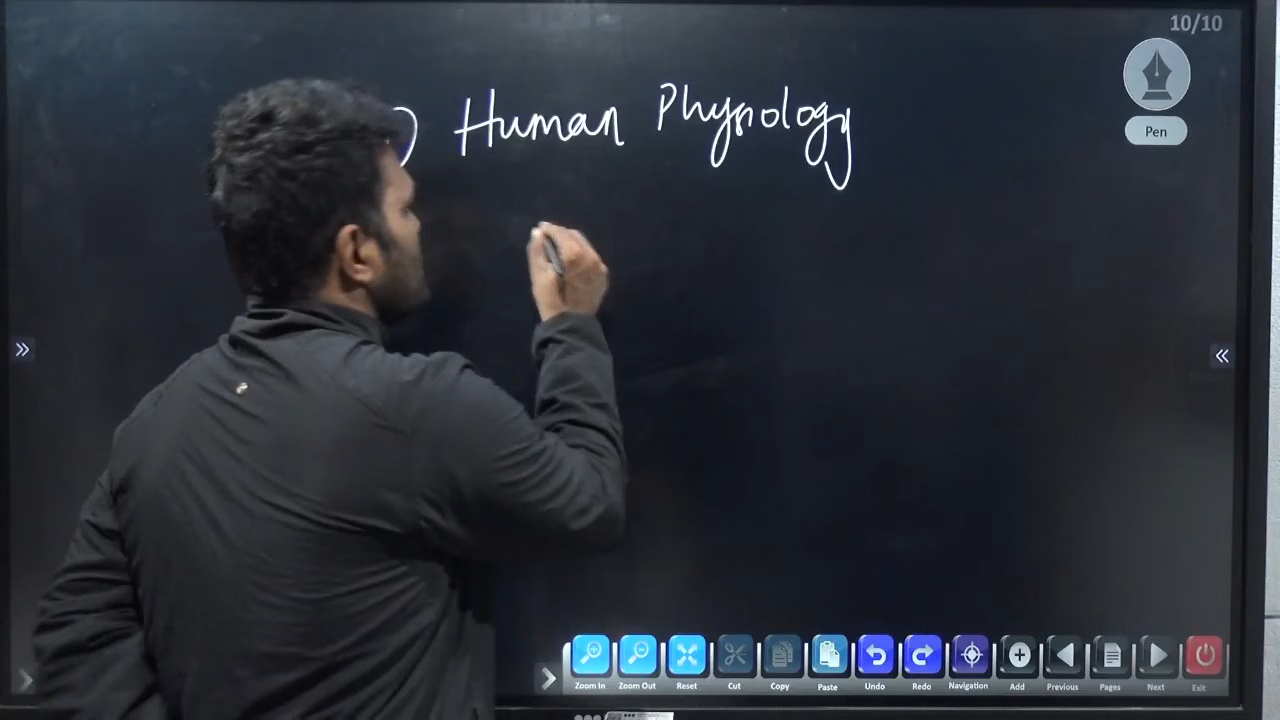 10/10
) Human Physiology
Pen
Zoom In Zoom Out Reset Cut Copy Paste Undo Redo Navigation Add Previous Pages Next Exit